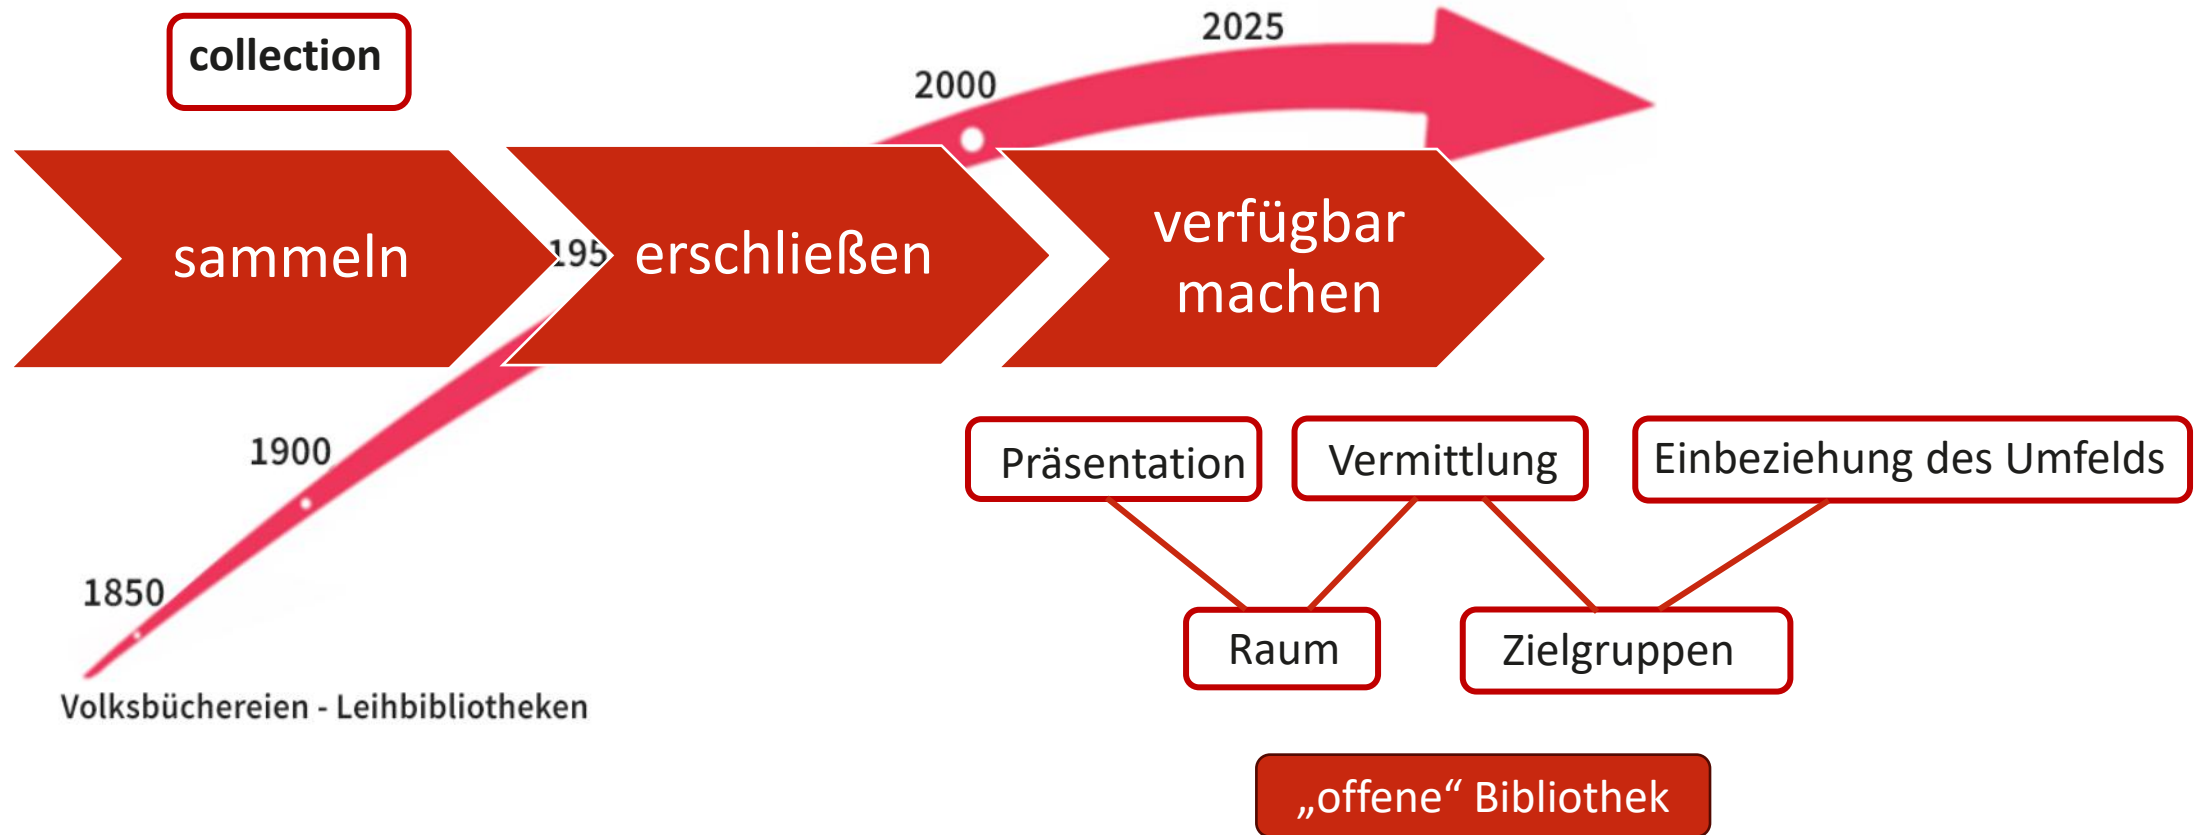 collection
2025
2000
sammeln
195
erschließen
verfügbar
machen
1900
Präsentation
Vermittlung
Einbeziehung des Umfelds
1850
Raum
Zielgruppen
Volksbüchereien - Leihbibliotheken
„offene“ Bibliothek